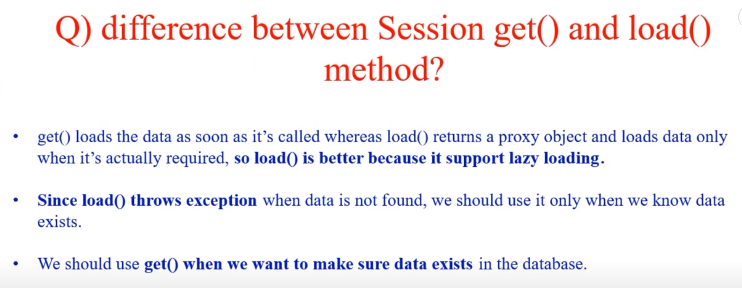 Q) difference between Session get() and load()
method?
• get() loads the data as soon as it’s called whereas load() returns a proxy object and loads data only
when it’s actually required, so load() is better because it support lazy loading.
• Since load() throws exception when data is not found, we should use it only when we know data
exists.
• We should use get() when we want to make sure data exists in the database.